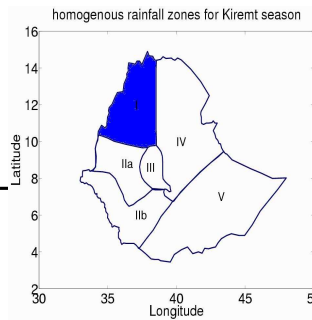 homogenous rainfall zones for Kiremt season
16
14
12
10
8
6
4
2
Latitude
I
IIa
III
IV
V
IIb
30
35
40
45
Longitude